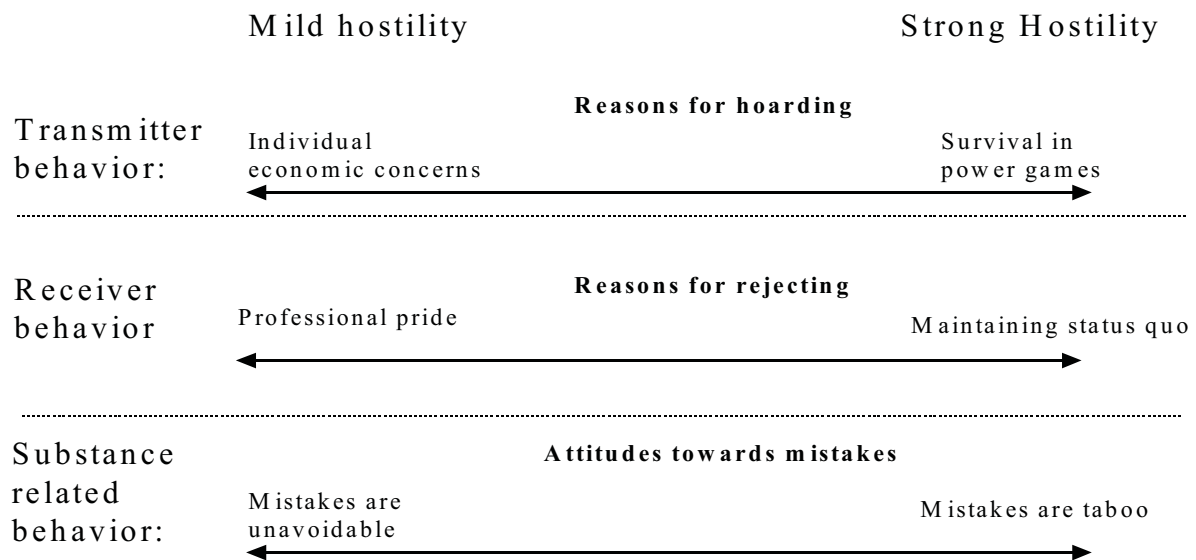 Mild hostility
Strong Hostility
Reasons for hoarding
Transmitter
behavior:
Individual
economic concerns
Survival in
power games
Reasons for rejecting
Receiver
behavior
Professional pride
Maintaining status quo
Attitudes towards mistakes
Substance
related
behavior:
Mistakes are
unavoidable
Mistakes are taboo